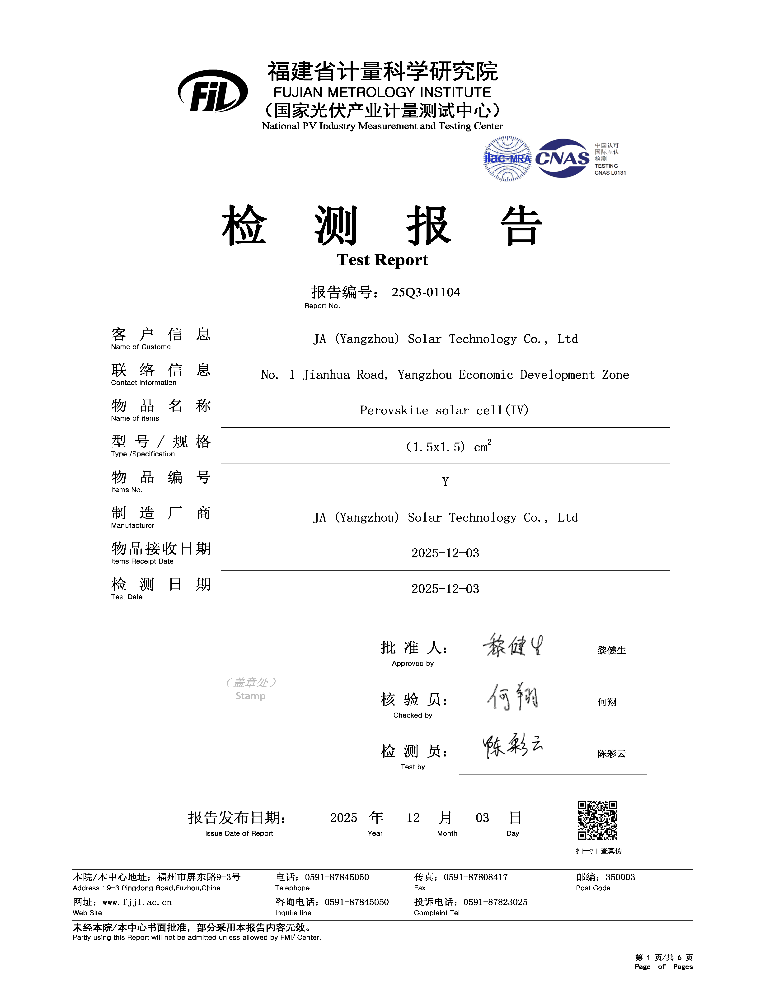 FJL
福建省计量科学研究院
FUJIAN METROLOGY INSTITUTE
（国家光伏产业计量测试中心）
National PV Industry Measurement and Testing Center
ilac-MRA
CNAS
中国认可
国际互认
检测
TESTING
CNAS L0131
检 测 报 告
Test Report
报告编号： 25Q3-01104
Report No.
客户信息 JA (Yangzhou) Solar Technology Co., Ltd
Name of Custome
联络信息 No. 1 Jianhua Road, Yangzhou Economic Development Zone
Contact Information
物品名称 Perovskite solar cell(IV)
Name of items
型号/规格 (1.5x1.5) cm²
Type /Specification
物品编号 Y
Items No.
制造厂商 JA (Yangzhou) Solar Technology Co., Ltd
Manufacturer
物品接收日期 2025-12-03
Items Receipt Date
检测日期 2025-12-03
Test Date
批准人： 黎健生 黎健生
Approved by
（盖章处）
Stamp
核验员： 何翔 何翔
Checked by
检测员： 陈彩云 陈彩云
Test by
报告发布日期： 2025 年 12 月 03 日
Issue Date of Report Year Month Day
扫一扫 查真伪
本院/本中心地址：福州市屏东路9-3号 电话：0591-87845050 传真：0591-87808417 邮编：350003
Address：9-3 Pingdong Road,Fuzhou,China Telephone Fax Post Code
网址：www.fjjl.ac.cn 咨询电话：0591-87845050 投诉电话：0591-87823025
Web Site Inquire line Complaint Tel
未经本院/本中心书面批准，部分采用本报告内容无效。
Partly using this Report will not be admitted unless allowed by FMI/ Center.
第 1 页/共 6 页
Page of Pages